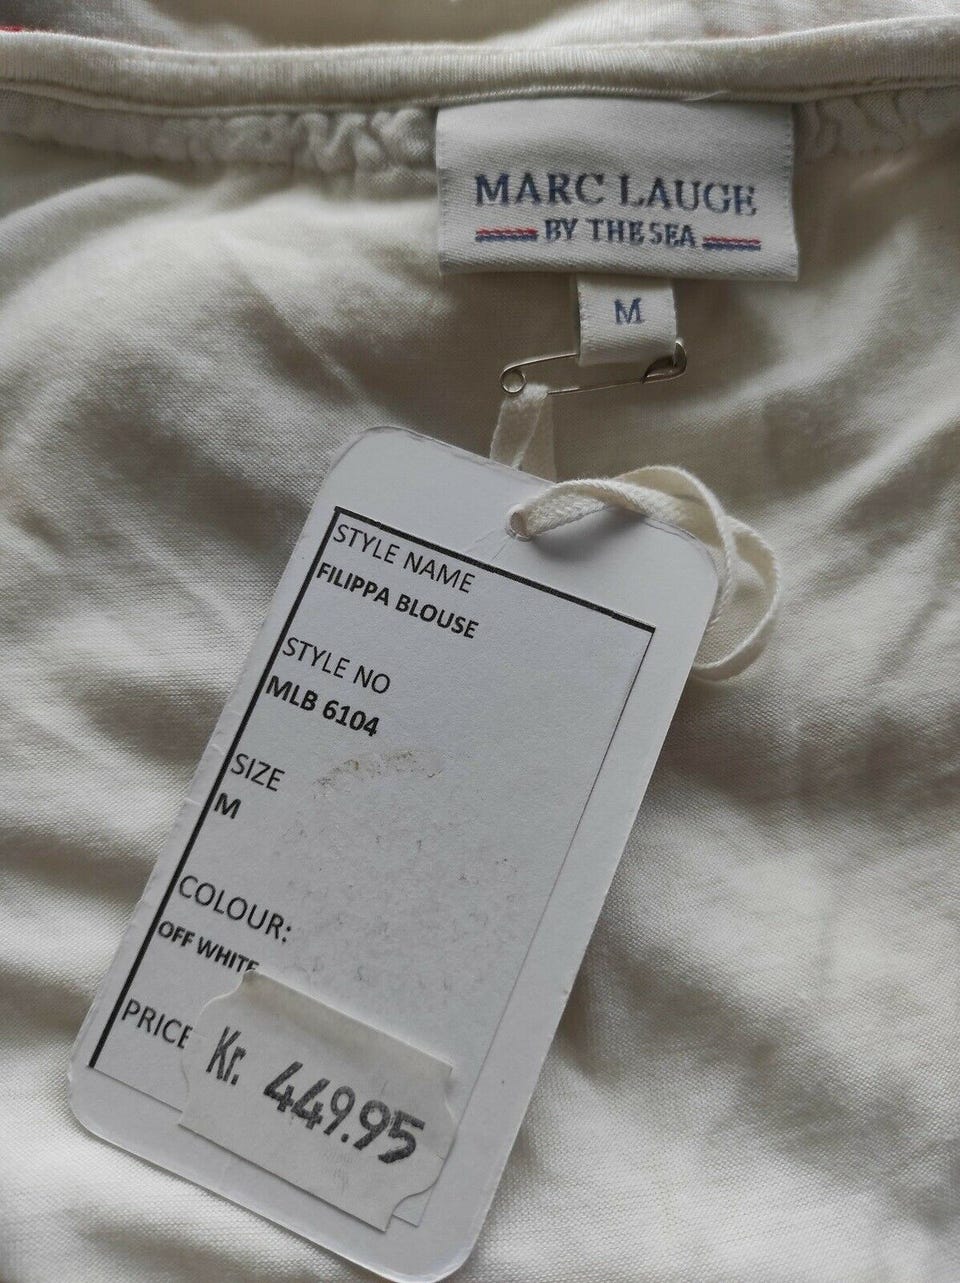 MARC LAUGE
BY THE SEA
M
STYLE NAME
FILIPPA BLOUSE
STYLE NO
MLB 6104
SIZE
M
COLOUR:
OFF WHITE
PRICE
Kr. 449.95